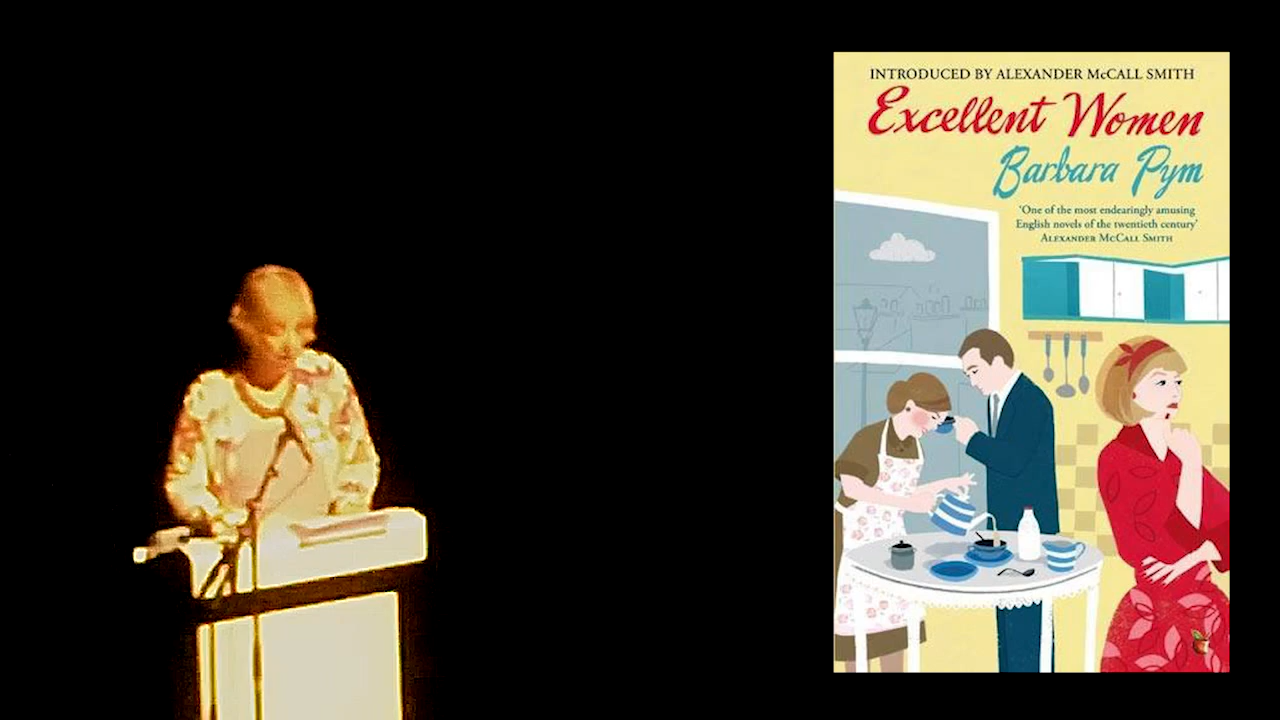 INTRODUCED BY ALEXANDER McCALL SMITH
Excellent Women
Barbara Pym
'One of the most endearingly amusing
English novels of the twentieth century'
ALEXANDER McCALL SMITH